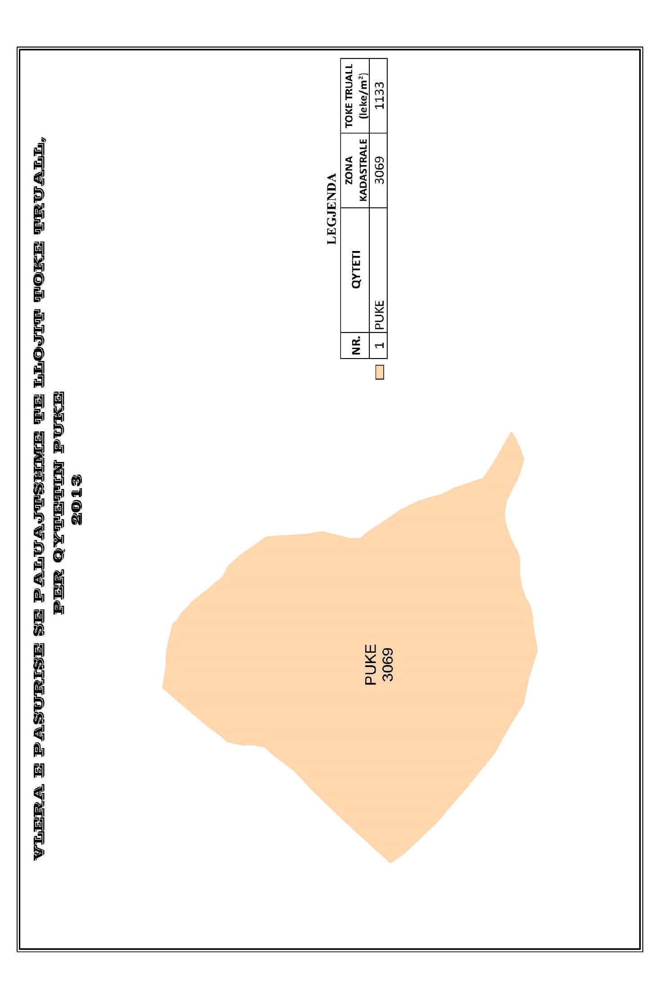 VLERA E PASURISE SE PALUAJTSHME TE LLOJIT TOKE TRUALL,
PER QYTETIN PUKE
2013
LEGJENDA
NR. QYTETI ZONA KADASTRALE TOKE TRUALL (leke/m²)
1 PUKE 3069 1133
PUKE
3069